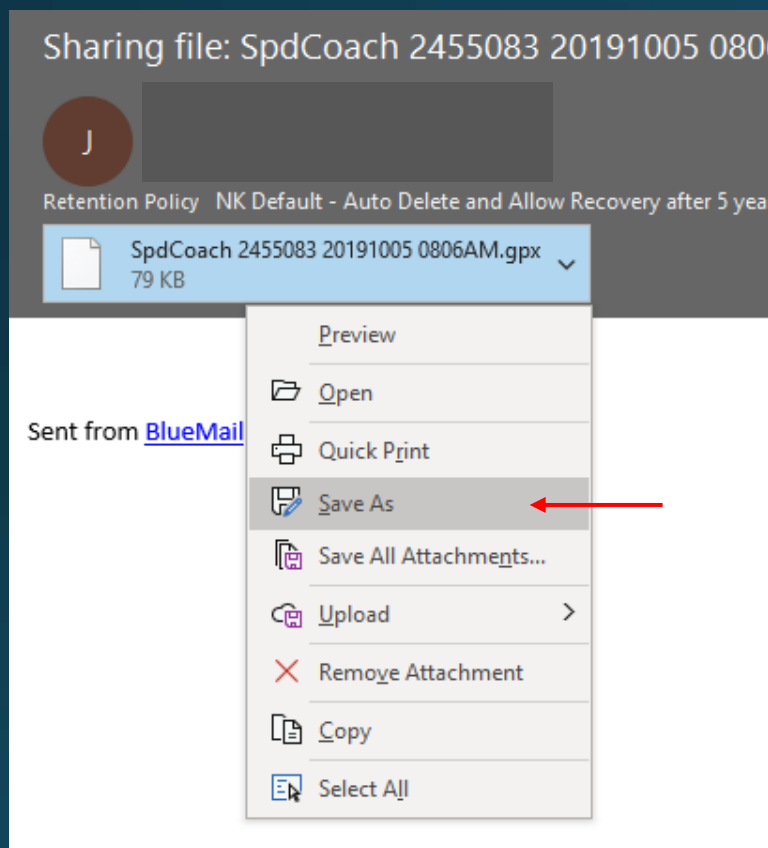 Sharing file: SpdCoach 2455083 20191005 080
J
Retention Policy NK Default - Auto Delete and Allow Recovery after 5 yea
SpdCoach 2455083 20191005 0806AM.gpx
79 KB
Preview
Open
Sent from BlueMail
Quick Print
Save As
Save All Attachments...
Upload
Remove Attachment
Copy
Select All